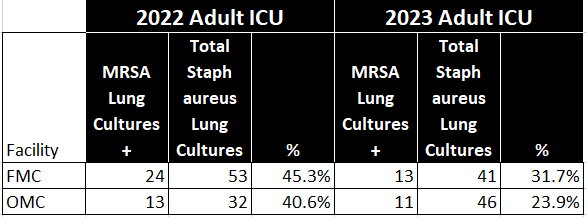 2022 Adult ICU 2023 Adult ICU
Facility MRSA Lung Cultures + Total Staph aureus Lung Cultures % MRSA Lung Cultures + Total Staph aureus Lung Cultures %
FMC 24 53 45.3% 13 41 31.7%
OMC 13 32 40.6% 11 46 23.9%